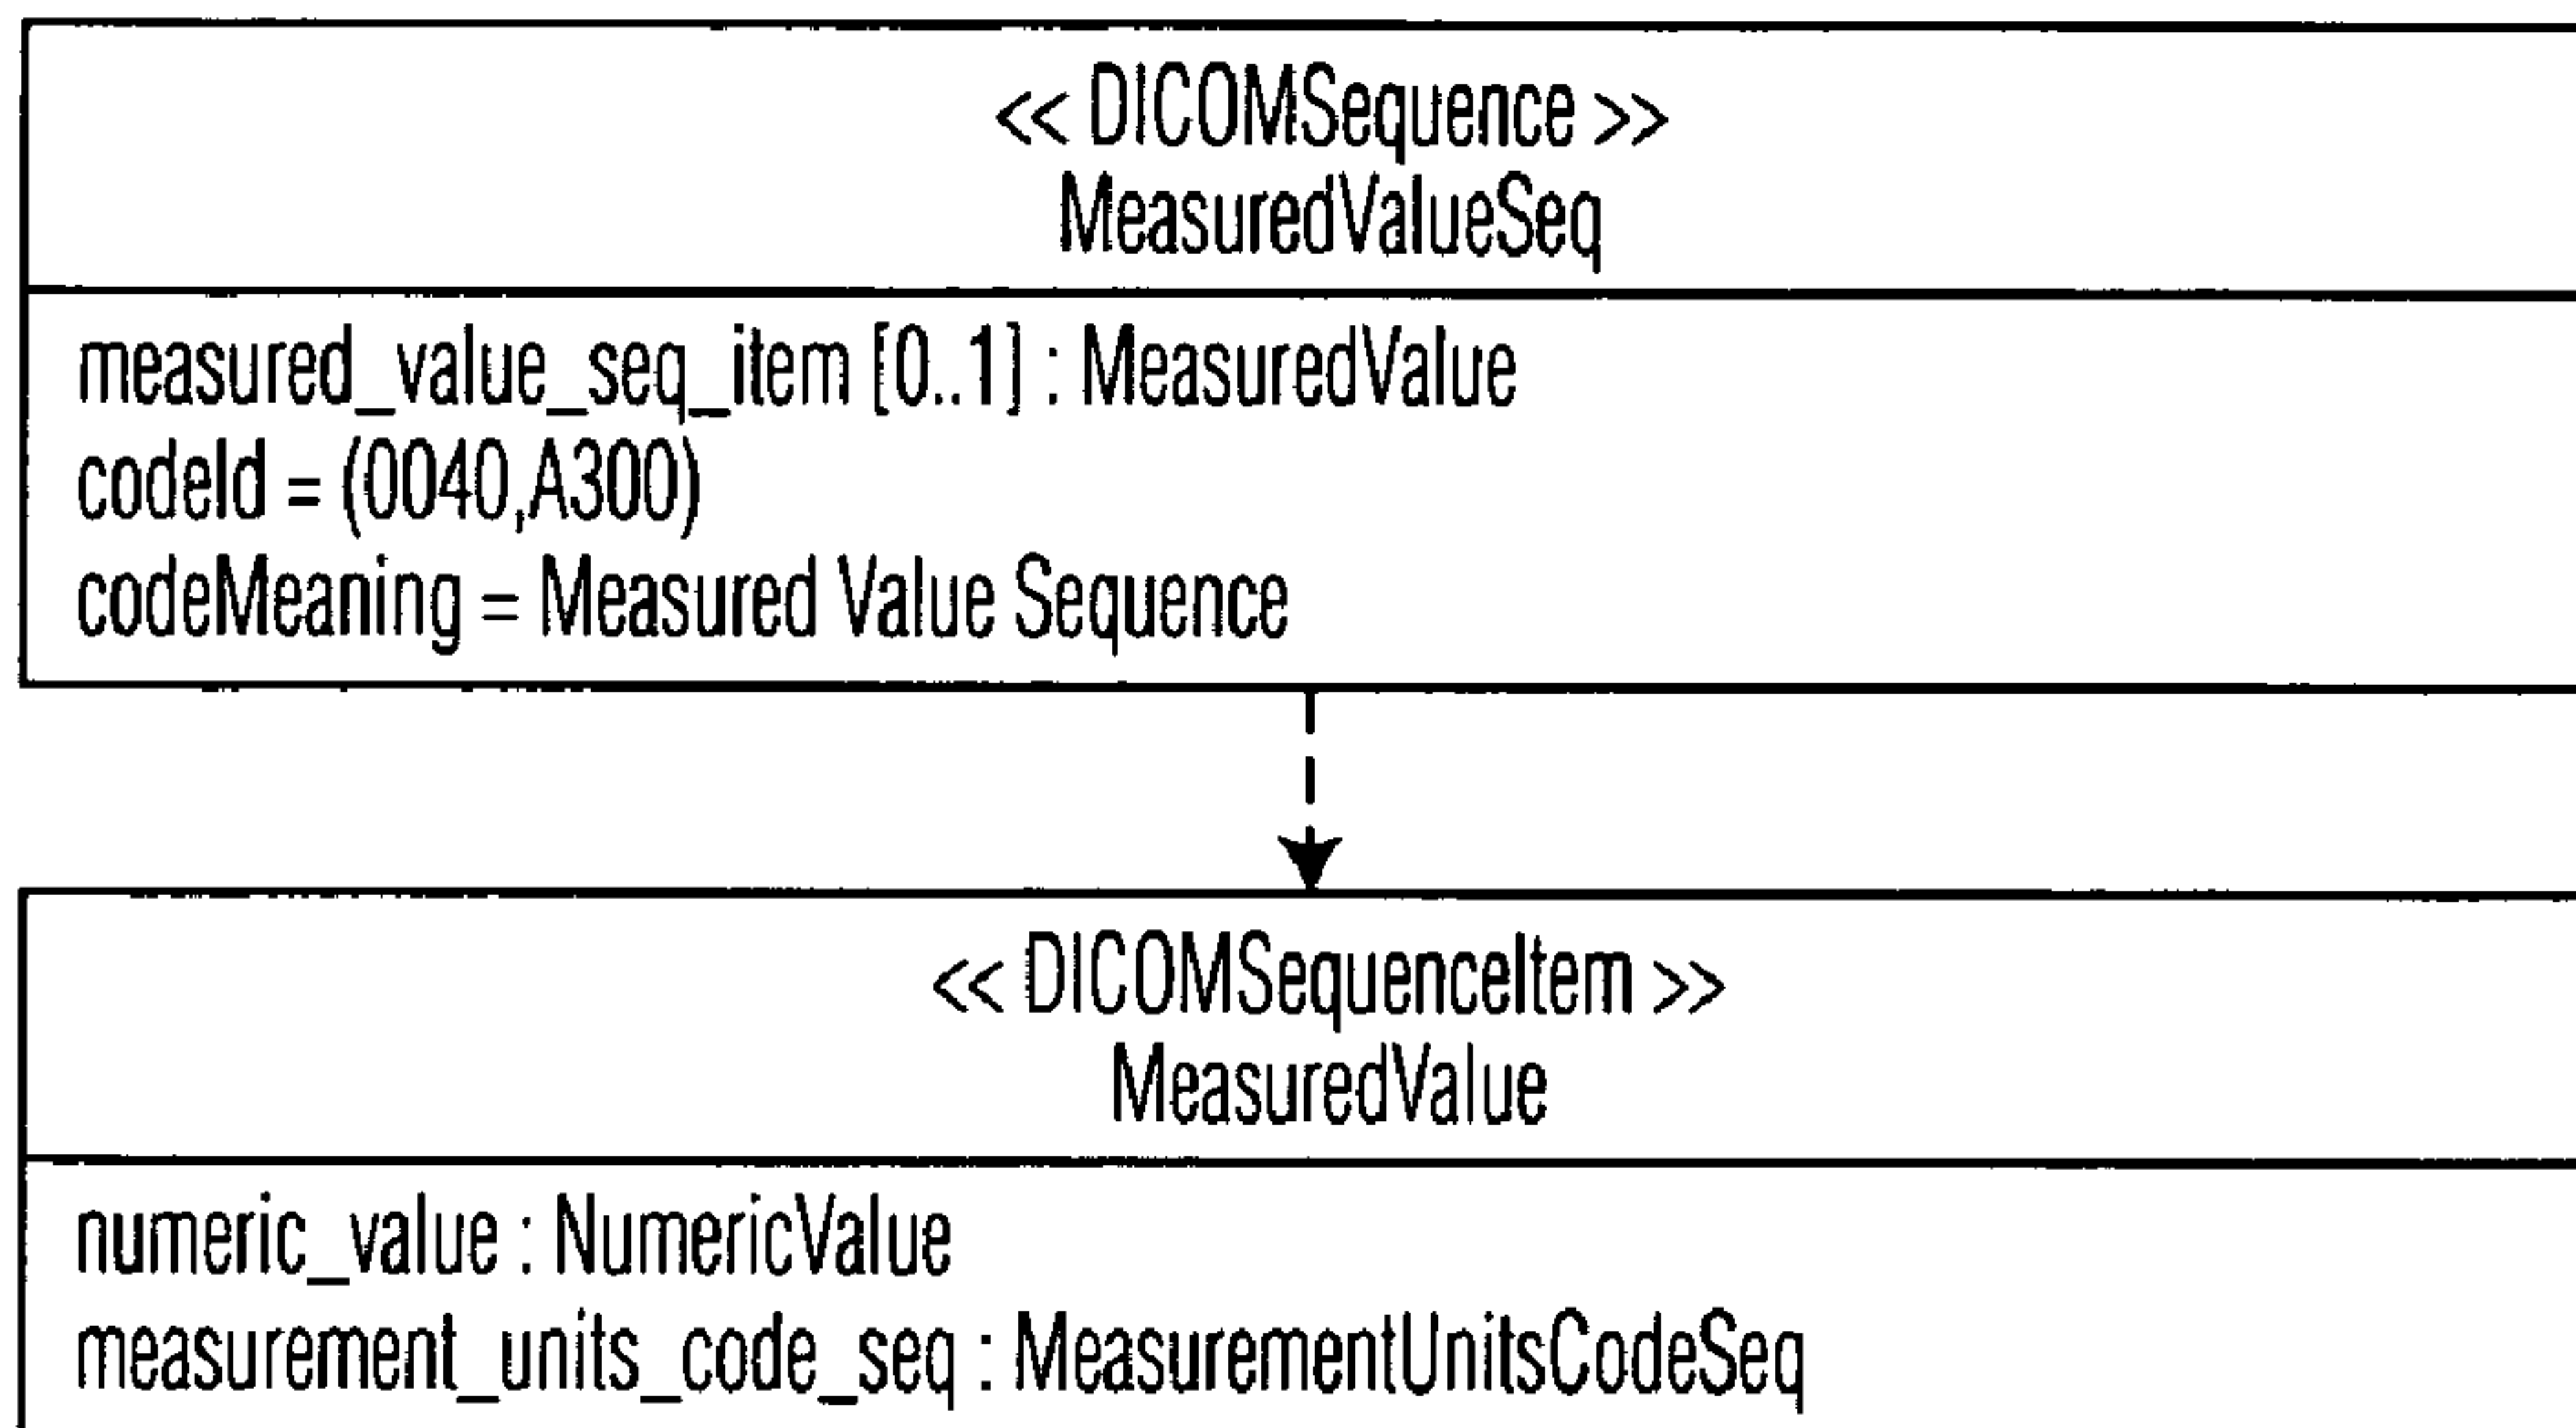 << DICOMSequence >>
MeasuredValueSeq
measured_value_seq_item [0..1] : MeasuredValue
codeId = (0040,A300)
codeMeaning = Measured Value Sequence
<< DICOMSequenceItem >>
MeasuredValue
numeric_value : NumericValue
measurement_units_code_seq : MeasurementUnitsCodeSeq